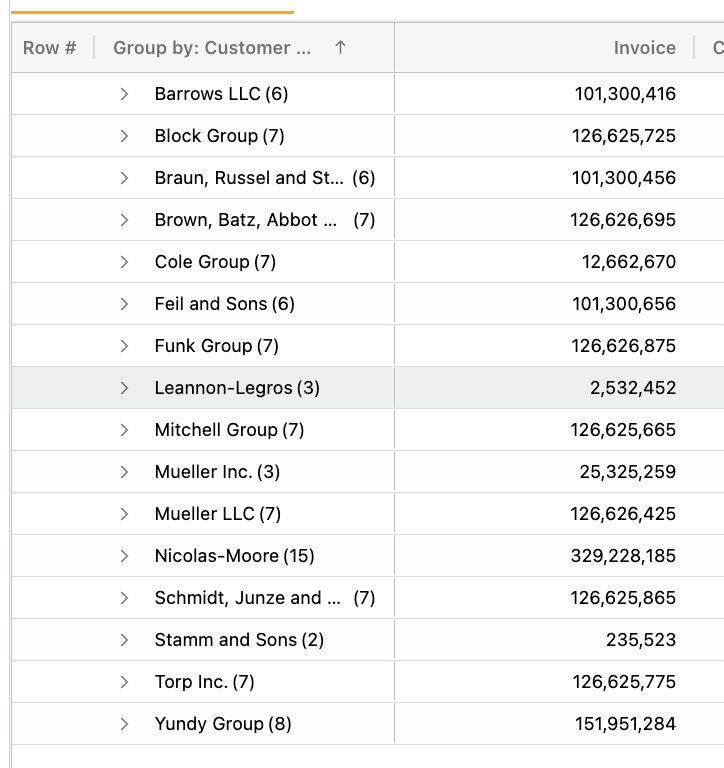 Row # Group by: Customer ... ↑ Invoice C
Barrows LLC (6) 101,300,416
Block Group (7) 126,625,725
Braun, Russel and St... (6) 101,300,456
Brown, Batz, Abbot ... (7) 126,626,695
Cole Group (7) 12,662,670
Feil and Sons (6) 101,300,656
Funk Group (7) 126,626,875
Leannon-Legros (3) 2,532,452
Mitchell Group (7) 126,625,665
Mueller Inc. (3) 25,325,259
Mueller LLC (7) 126,626,425
Nicolas-Moore (15) 329,228,185
Schmidt, Junze and ... (7) 126,625,865
Stamm and Sons (2) 235,523
Torp Inc. (7) 126,625,775
Yundy Group (8) 151,951,284